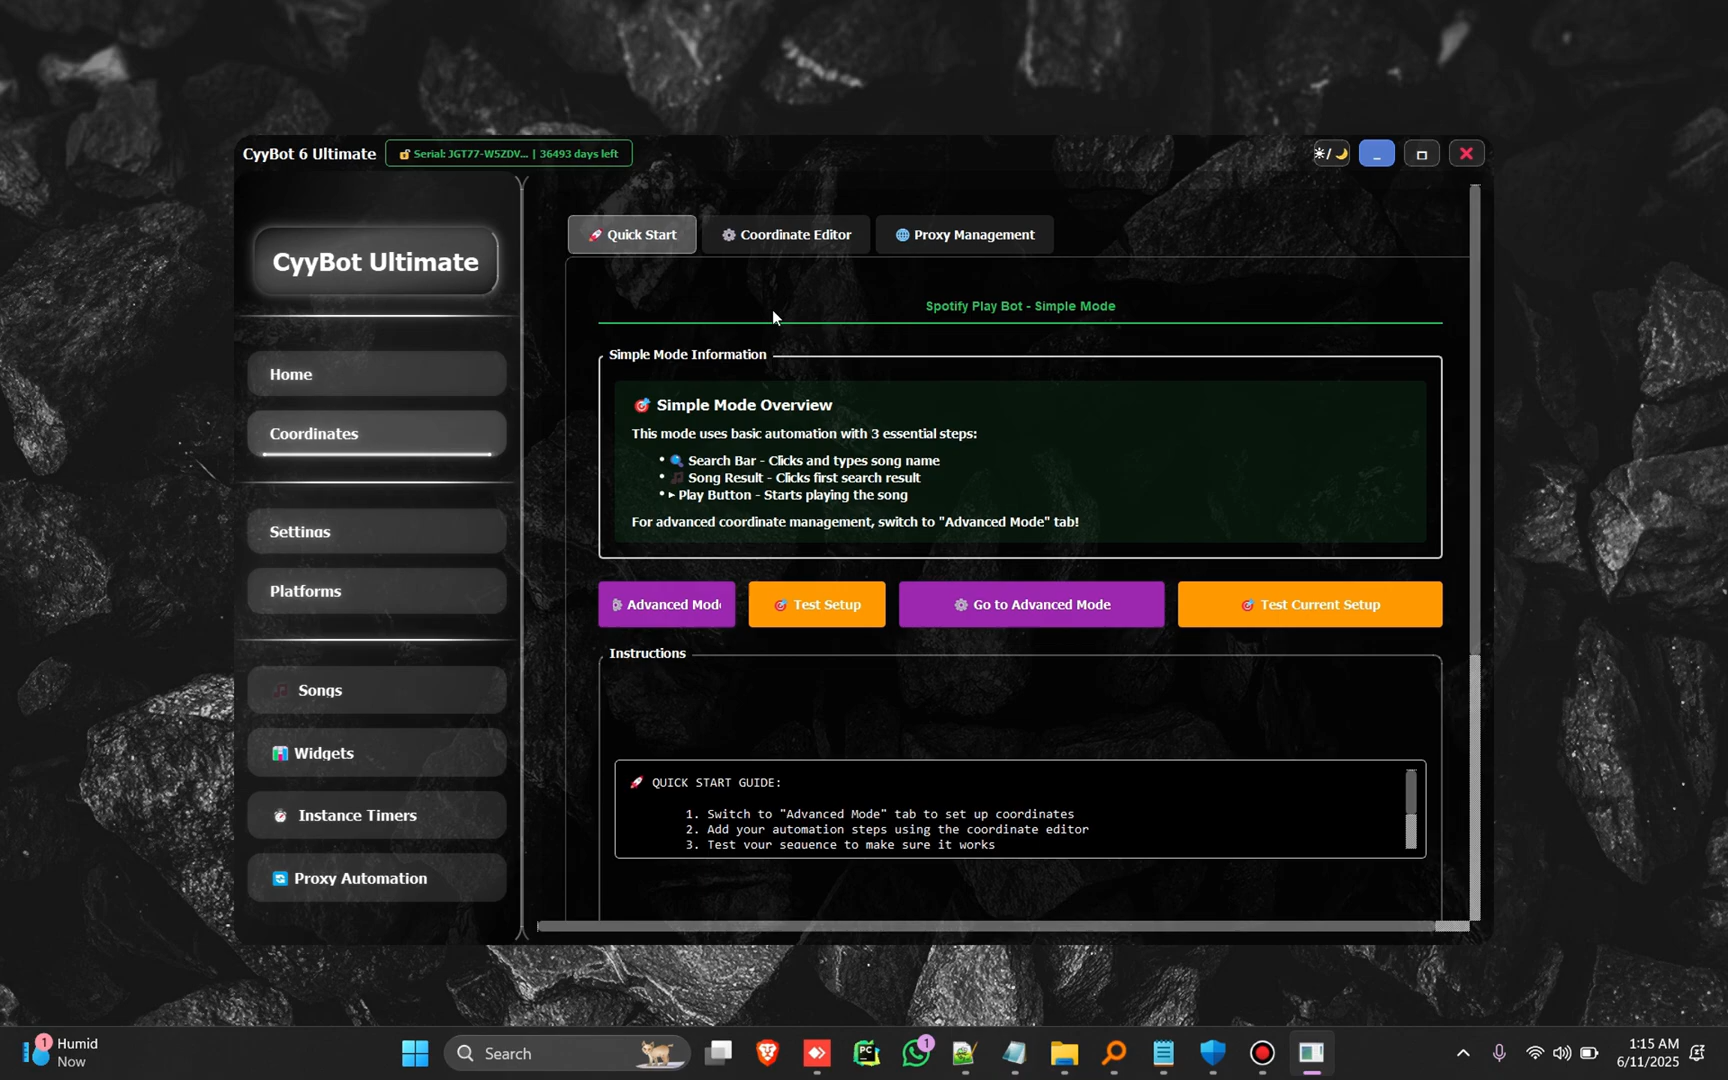 CyyBot 6 Ultimate
Serial: JGT77-W5ZDV... | 36493 days left
CyyBot Ultimate
Home
Coordinates
Settings
Platforms
Songs
Widgets
Instance Timers
Proxy Automation
Quick Start
Coordinate Editor
Proxy Management
Spotify Play Bot - Simple Mode
Simple Mode Information
Simple Mode Overview
This mode uses basic automation with 3 essential steps:
• Search Bar - Clicks and types song name
• Song Result - Clicks first search result
• Play Button - Starts playing the song
For advanced coordinate management, switch to "Advanced Mode" tab!
Advanced Mode
Test Setup
Go to Advanced Mode
Test Current Setup
Instructions
QUICK START GUIDE:
1. Switch to "Advanced Mode" tab to set up coordinates
2. Add your automation steps using the coordinate editor
3. Test your sequence to make sure it works
1
Humid
Now
Search
PC
1
1:15 AM
6/11/2025